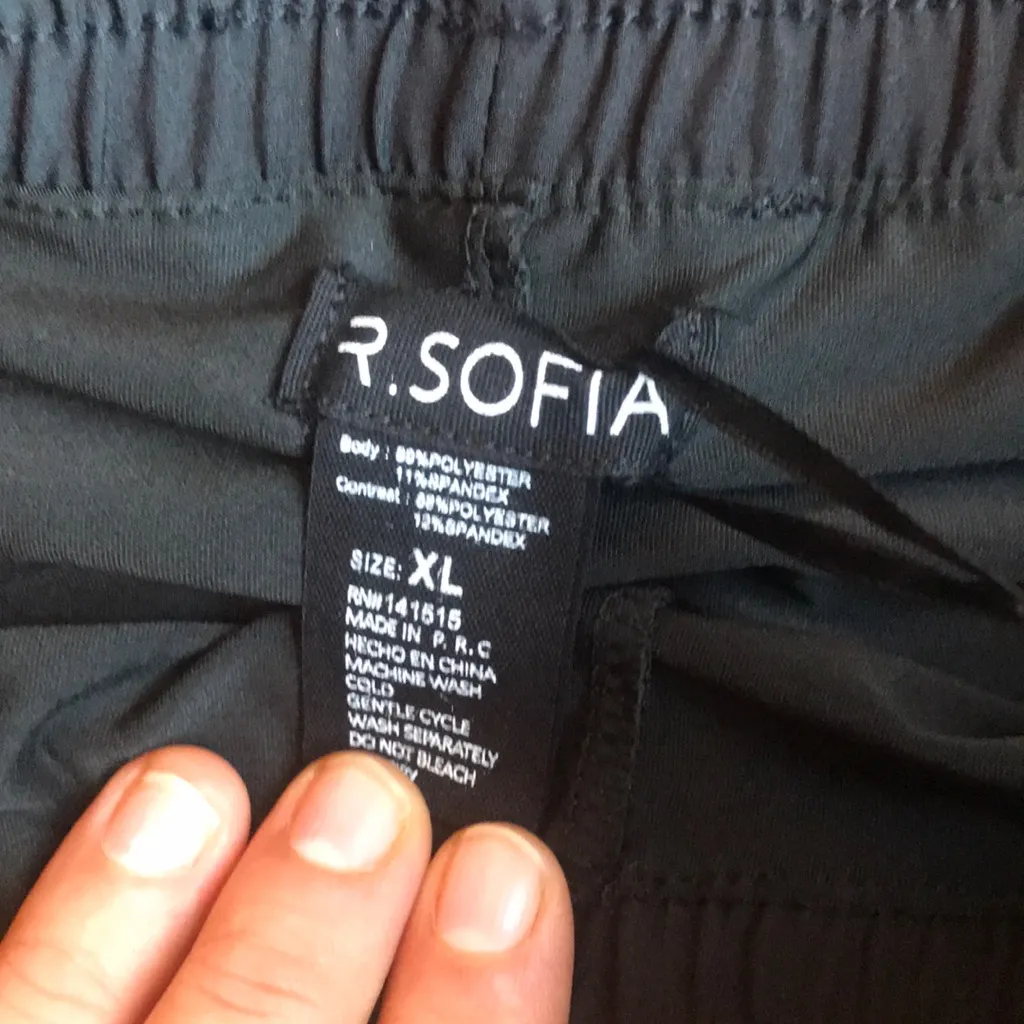 R.SOFIA
Body : 89%POLYESTER
11%SPANDEX
Contrast : 88%POLYESTER
12%SPANDEX
SIZE: XL
RN#141515
MADE IN P.R.C
HECHO EN CHINA
MACHINE WASH
COLD
GENTLE CYCLE
WASH SEPARATELY
DO NOT BLEACH